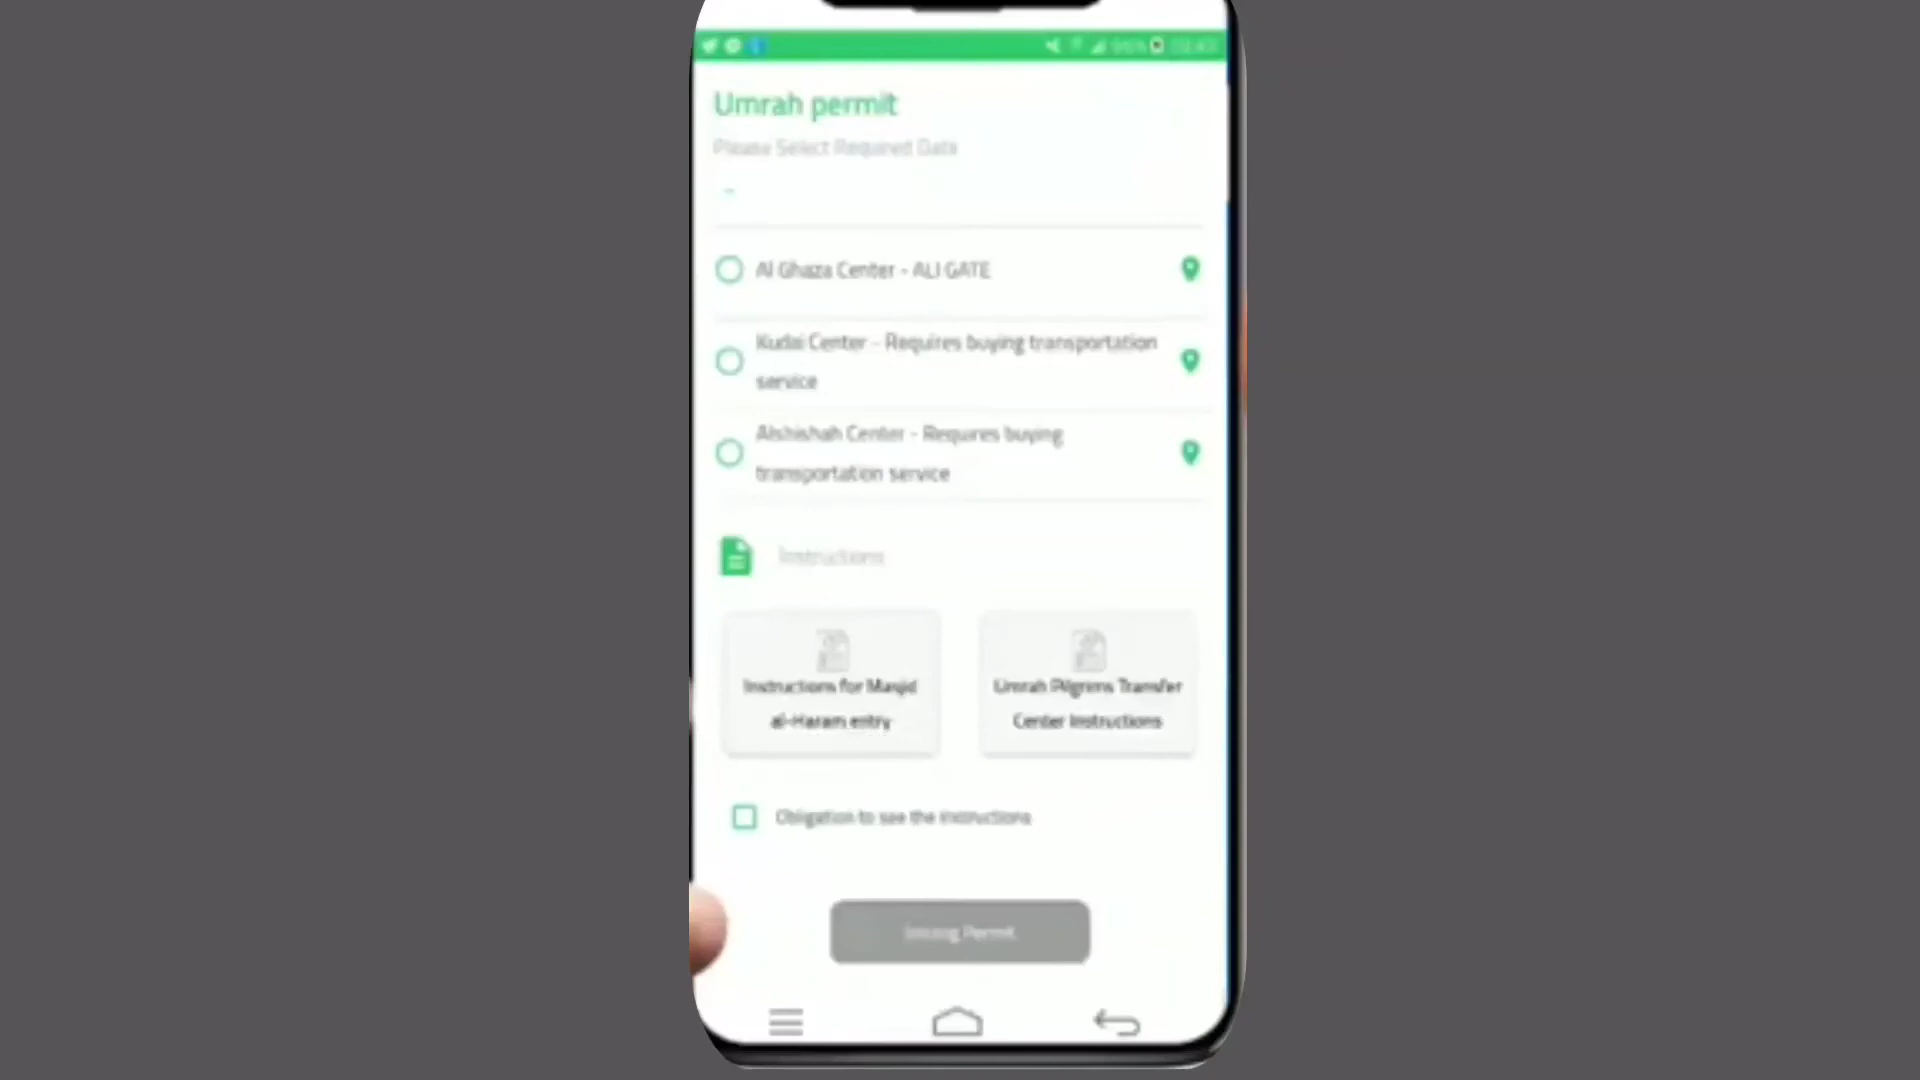 Umrah permit
Please Select Required Data
Al Ghaza Center - ALI GATE
Kudai Center - Requires buying transportation
service
Alshishah Center - Requires buying
transportation service
Instructions
Instructions for Masjid
al-Haram entry
Umrah Pilgrims Transfer
Center Instructions
Obligation to see the instructions
Issuing Permit